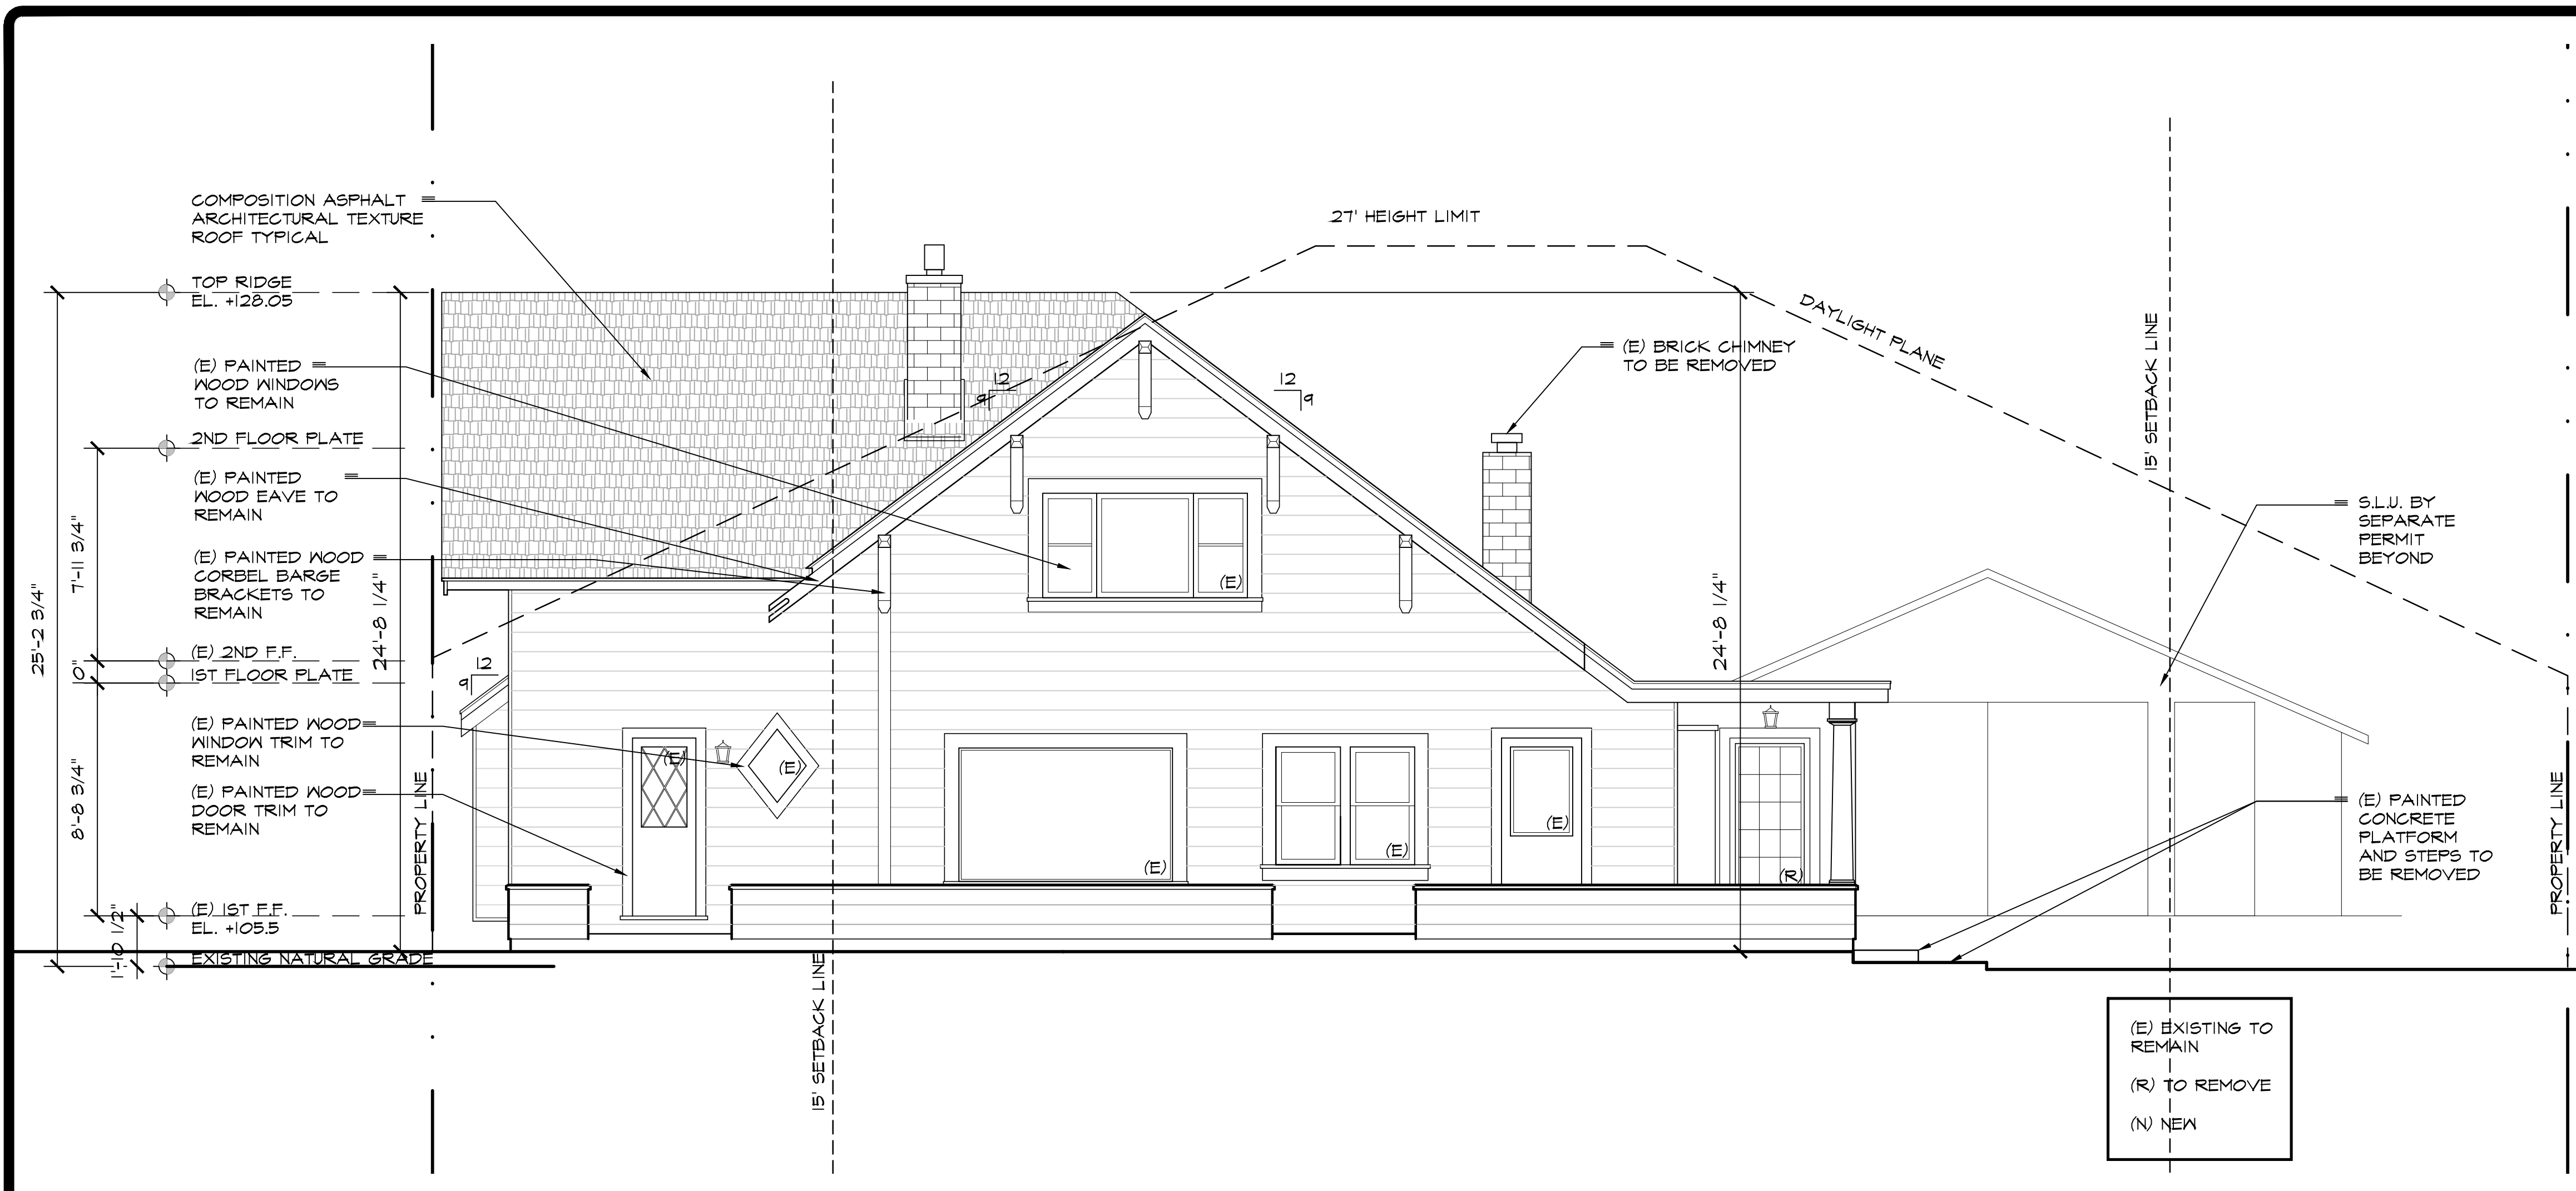 27' HEIGHT LIMIT
COMPOSITION ASPHALT
ARCHITECTURAL TEXTURE
ROOF TYPICAL
TOP RIDGE
EL. +128.05
(E) PAINTED
WOOD WINDOWS
TO REMAIN
2ND FLOOR PLATE
(E) PAINTED
WOOD EAVE TO
REMAIN
(E) PAINTED WOOD
CORBEL BARGE
BRACKETS TO
REMAIN
(E) 2ND F.F.
1ST FLOOR PLATE
(E) PAINTED WOOD
WINDOW TRIM TO
REMAIN
(E) PAINTED WOOD
DOOR TRIM TO
REMAIN
(E) 1ST F.F.
EL. +105.5
EXISTING NATURAL GRADE
25'-2 3/4"
7'-11 3/4"
0"
8'-8 3/4"
1'-10 1/2"
24'-8 1/4"
PROPERTY LINE
15' SETBACK LINE
12
9
12
9
12
9
(E)
(E)
(E)
(E)
(E)
(E)
(R)
24'-8 1/4"
(E) BRICK CHIMNEY
TO BE REMOVED
DAYLIGHT PLANE
15' SETBACK LINE
S.L.U. BY
SEPARATE
PERMIT
BEYOND
(E) PAINTED
CONCRETE
PLATFORM
AND STEPS TO
BE REMOVED
PROPERTY LINE
(E) EXISTING TO
REMAIN
(R) TO REMOVE
(N) NEW